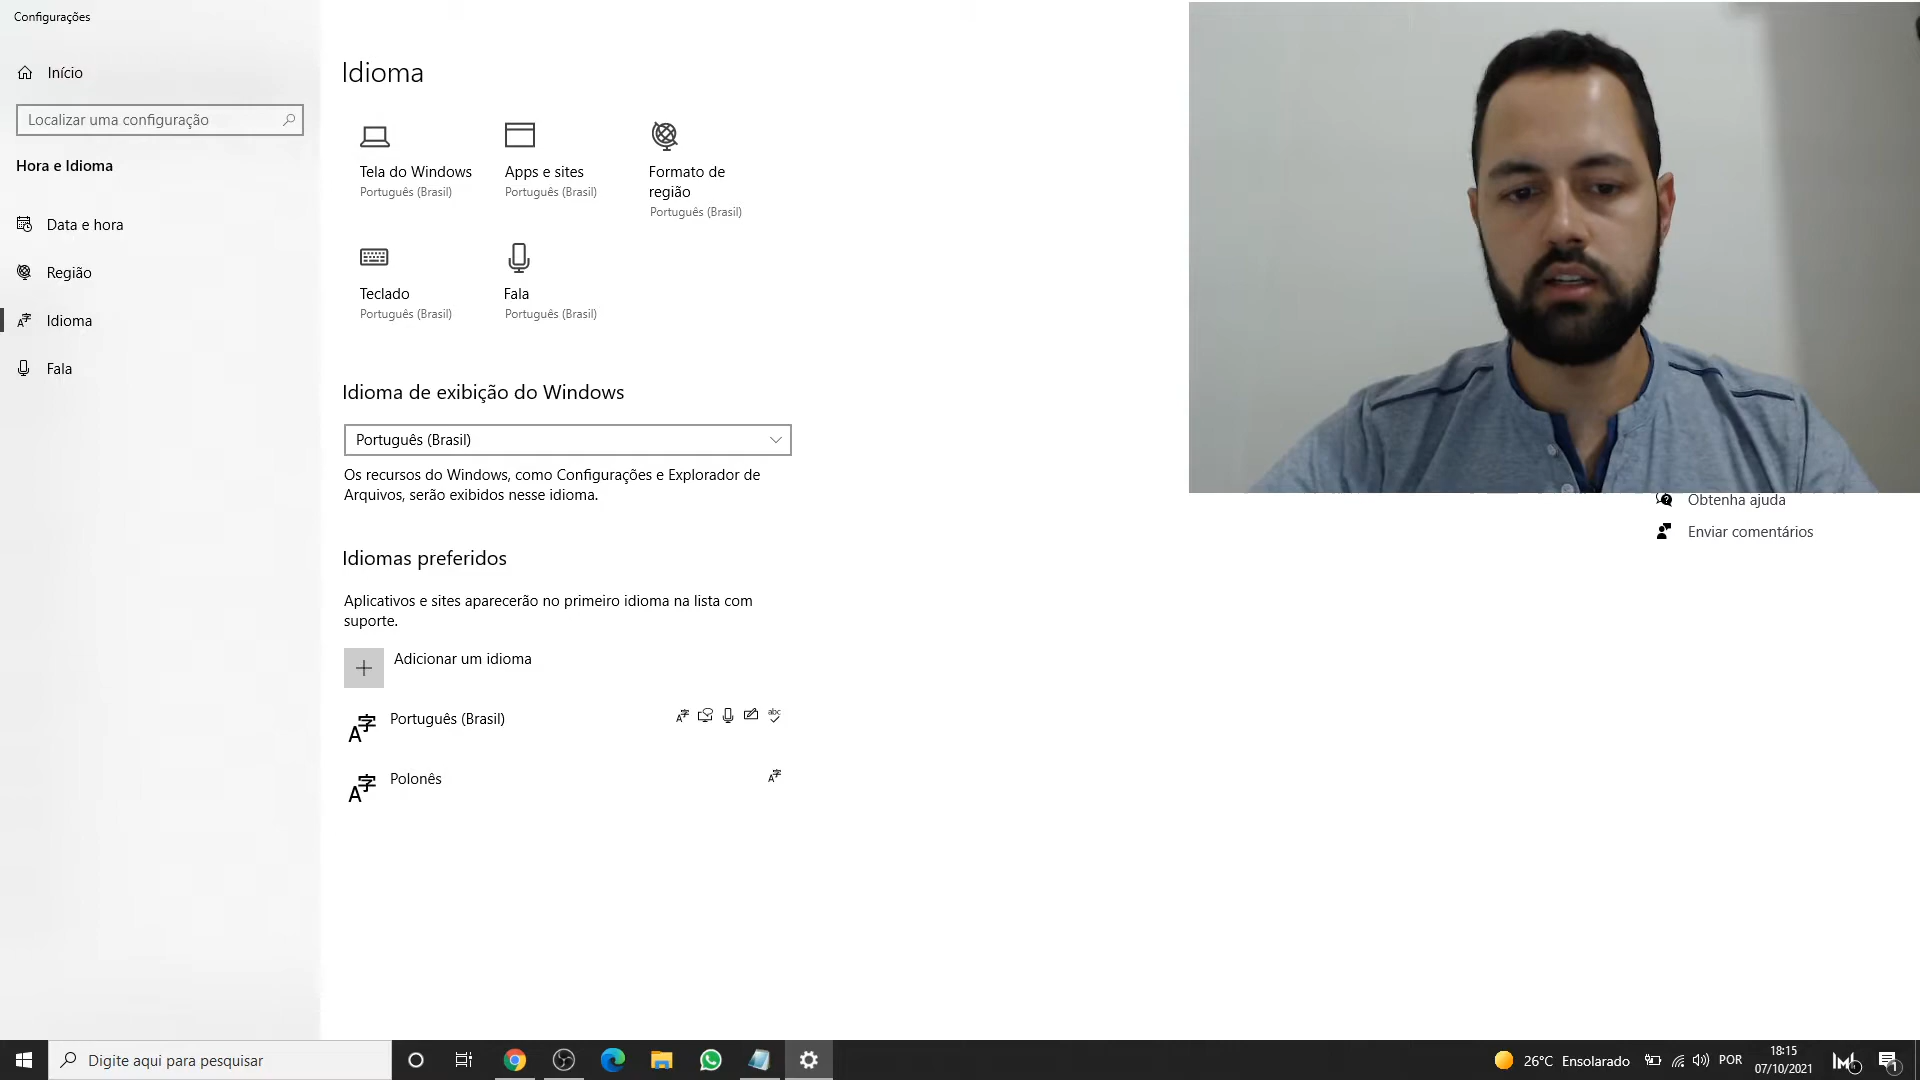 Configurações
Início
Localizar uma configuração
Hora e Idioma
Data e hora
Região
Idioma
Fala
Idioma
Tela do Windows
Português (Brasil)
Apps e sites
Português (Brasil)
Formato de
região
Português (Brasil)
Teclado
Português (Brasil)
Fala
Português (Brasil)
Idioma de exibição do Windows
Português (Brasil)
Os recursos do Windows, como Configurações e Explorador de
Arquivos, serão exibidos nesse idioma.
Idiomas preferidos
Aplicativos e sites aparecerão no primeiro idioma na lista com
suporte.
Adicionar um idioma
Português (Brasil)
abc
Polonês
Obtenha ajuda
Enviar comentários
Digite aqui para pesquisar
26°C Ensolarado
POR
18:15
07/10/2021
1